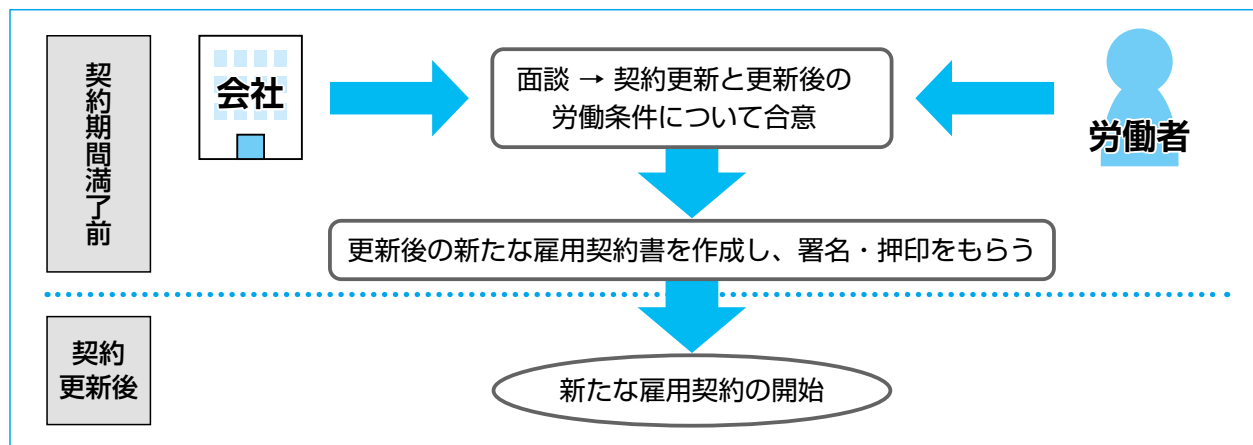 契約期間満了前
会社
面談 → 契約更新と更新後の
労働条件について合意
労働者
更新後の新たな雇用契約書を作成し、署名・押印をもらう
契約
更新後
新たな雇用契約の開始